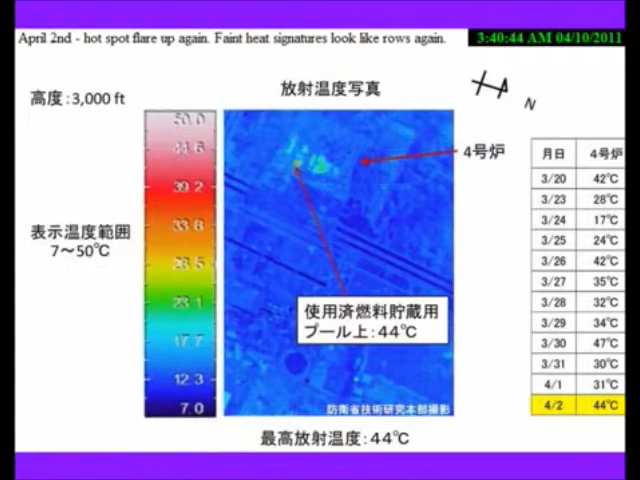 April 2nd - hot spot flare up again. Faint heat signatures look like rows again.
3:40:44 AM 04/10/2011
放射温度写真
高度:3,000 ft
N
50.0
44.6
39.2
33.8
28.5
23.1
17.7
12.3
7.0
表示温度範囲
7~50℃
4号炉
使用済燃料貯蔵用
プール上:44℃
防衛省技術研究本部撮影
最高放射温度:44℃
月日 4号炉
3/20 42℃
3/23 28℃
3/24 17℃
3/25 24℃
3/26 42℃
3/27 35℃
3/28 32℃
3/29 34℃
3/30 47℃
3/31 30℃
4/1 31℃
4/2 44℃